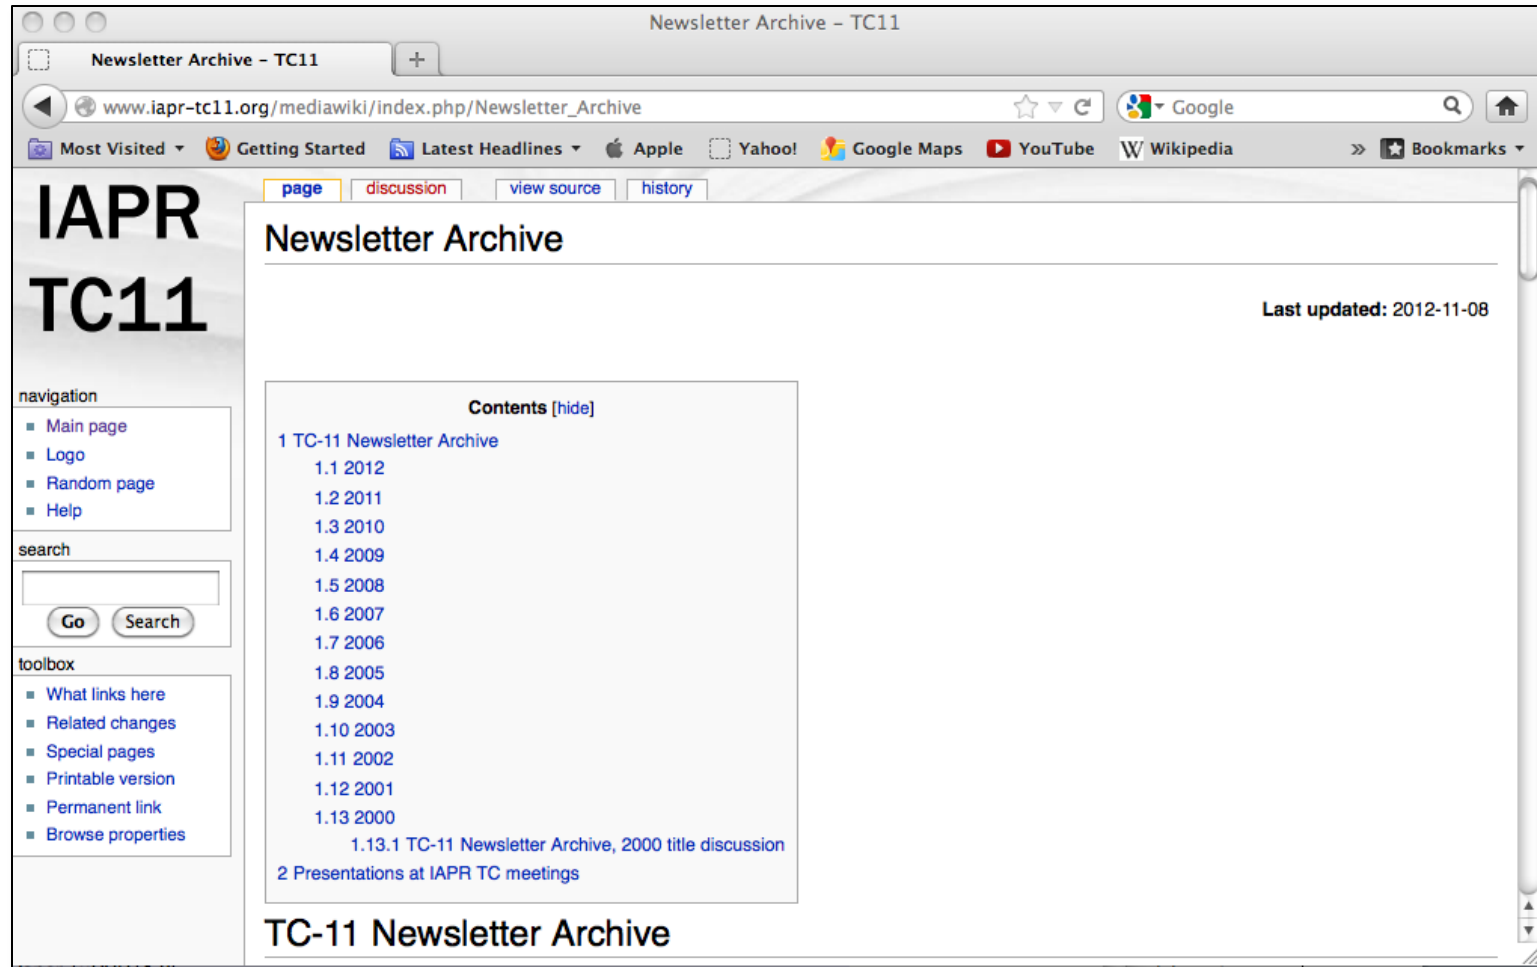 Newsletter Archive – TC11
Newsletter Archive – TC11
www.iapr-tc11.org/mediawiki/index.php/Newsletter_Archive
Google
Most Visited
Getting Started
Latest Headlines
Apple
Yahoo!
Google Maps
YouTube
W Wikipedia
»
Bookmarks
IAPR
TC11
page
discussion
view source
history
Newsletter Archive
Last updated: 2012-11-08
navigation
Main page
Logo
Random page
Help
search
Go
Search
toolbox
What links here
Related changes
Special pages
Printable version
Permanent link
Browse properties
Contents [hide]
1 TC-11 Newsletter Archive
1.1 2012
1.2 2011
1.3 2010
1.4 2009
1.5 2008
1.6 2007
1.7 2006
1.8 2005
1.9 2004
1.10 2003
1.11 2002
1.12 2001
1.13 2000
1.13.1 TC-11 Newsletter Archive, 2000 title discussion
2 Presentations at IAPR TC meetings
TC-11 Newsletter Archive